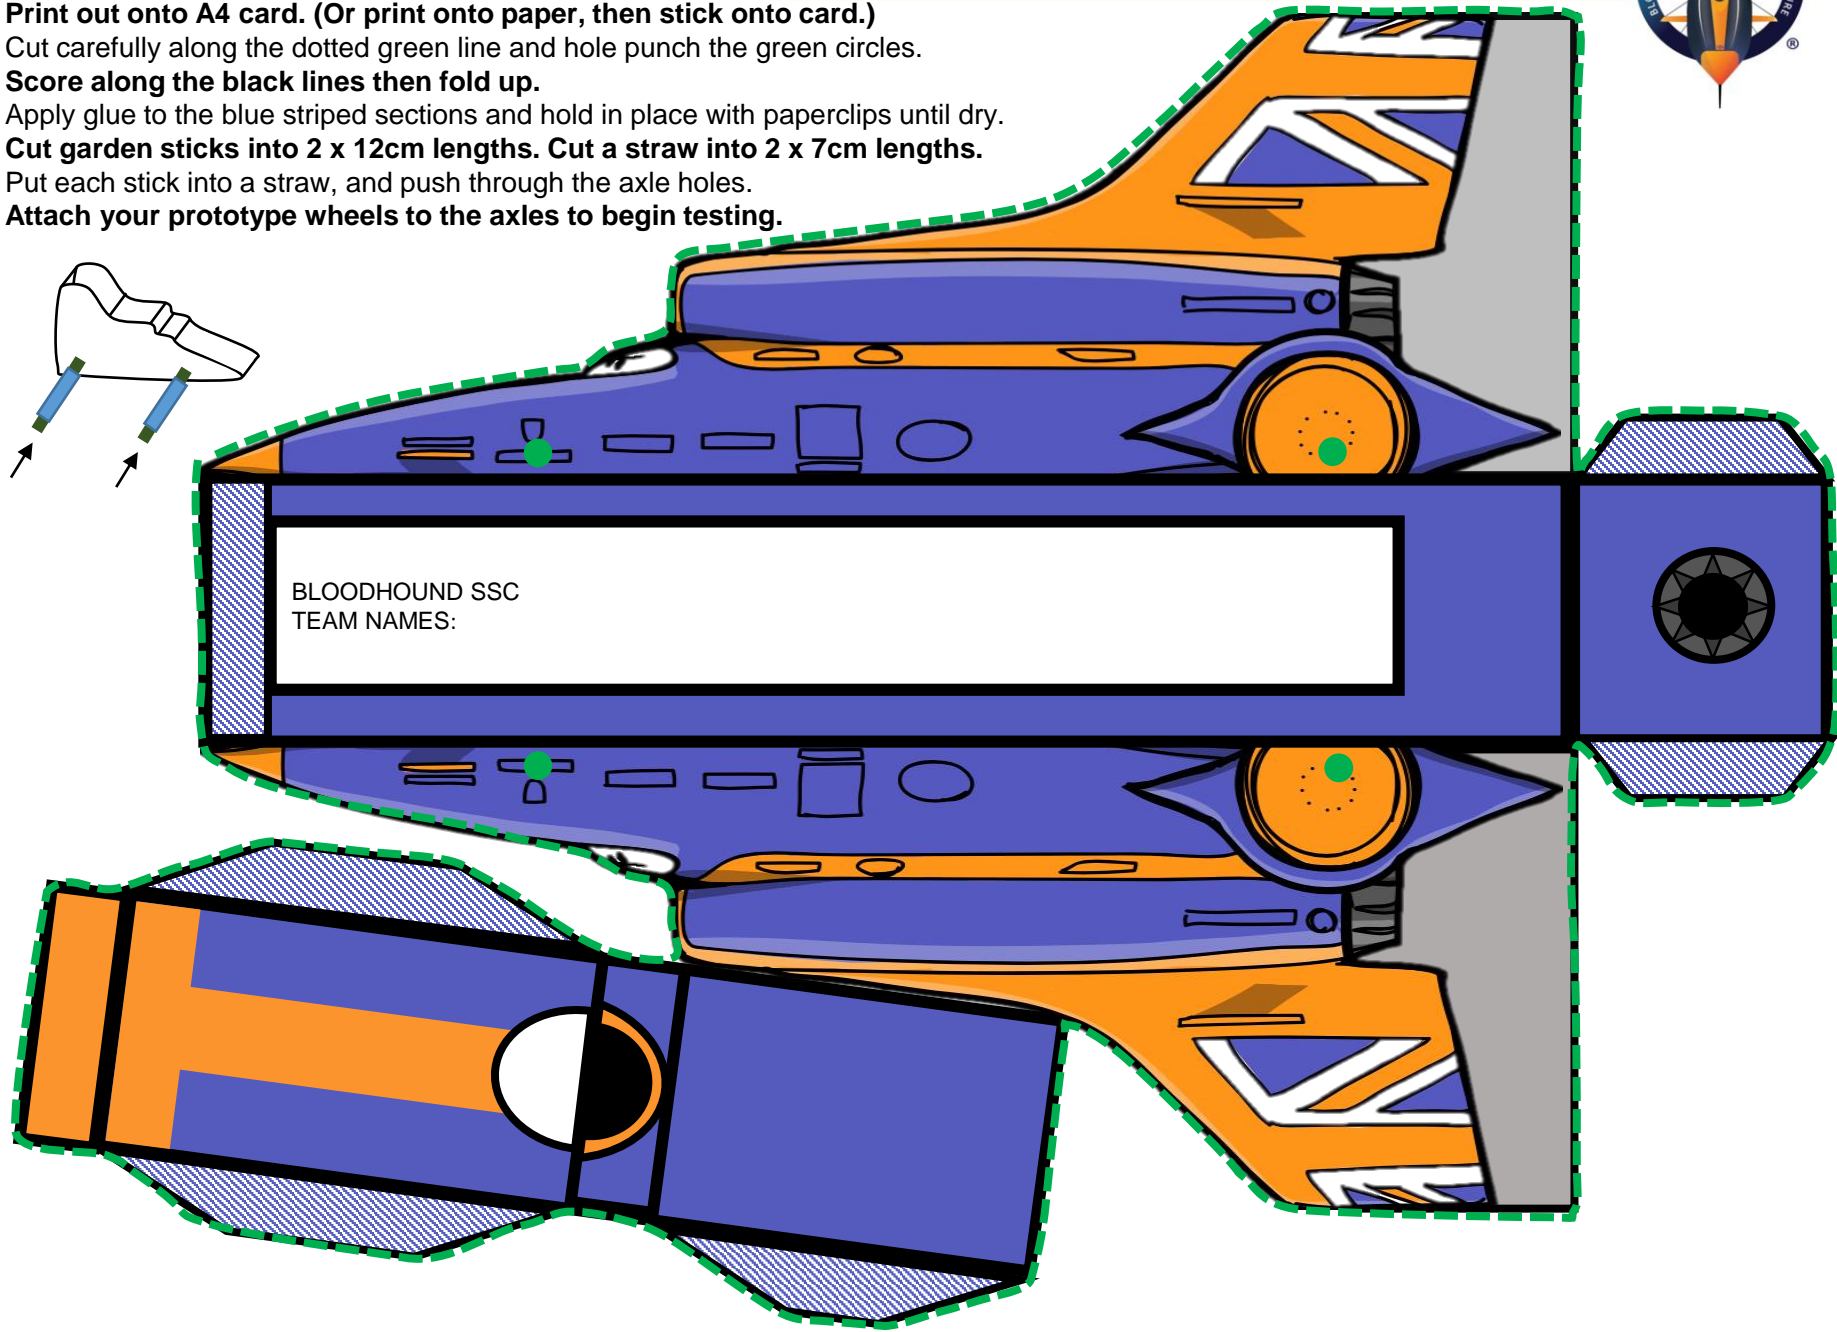 Print out onto A4 card. (Or print onto paper, then stick onto card.)
Cut carefully along the dotted green line and hole punch the green circles.
Score along the black lines then fold up.
Apply glue to the blue striped sections and hold in place with paperclips until dry.
Cut garden sticks into 2 x 12cm lengths. Cut a straw into 2 x 7cm lengths.
Put each stick into a straw, and push through the axle holes.
Attach your prototype wheels to the axles to begin testing.
®
BLOODHOUND SSC
TEAM NAMES: